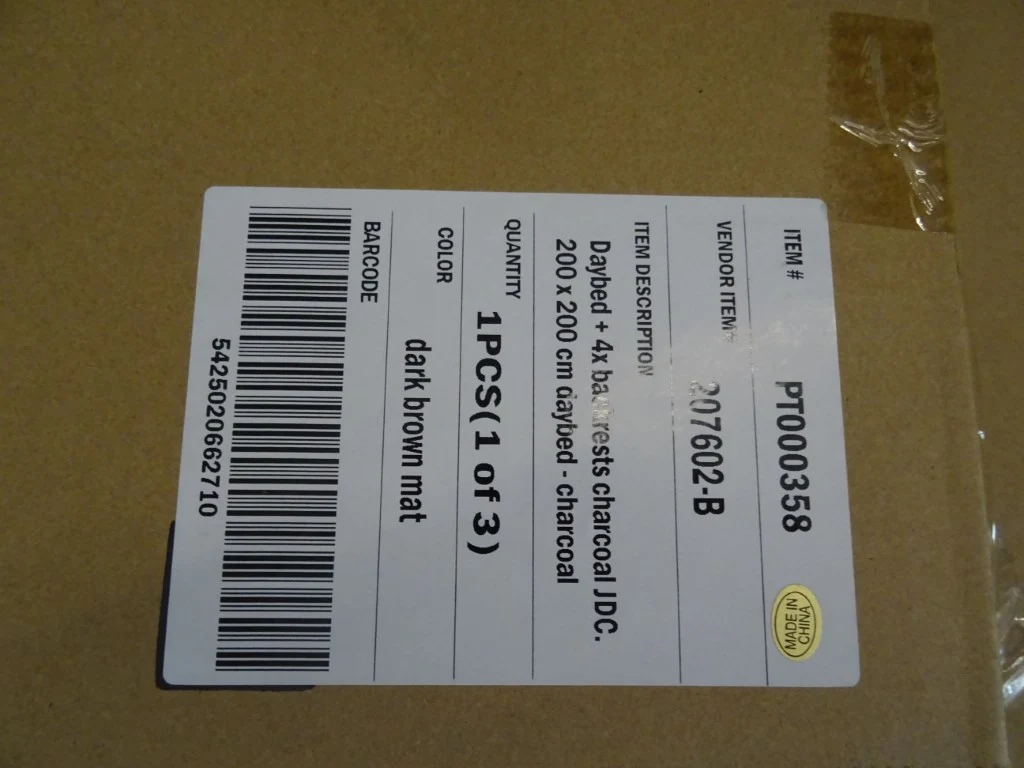 ITEM # PT000358
VENDOR ITEM# 207602-B
ITEM DESCRIPTION
Daybed + 4x backrests charcoal JDC.
200 x 200 cm daybed - charcoal
QUANTITY 1PCS(1 of 3)
COLOR dark brown mat
BARCODE
5425020662710
MADE IN
CHINA